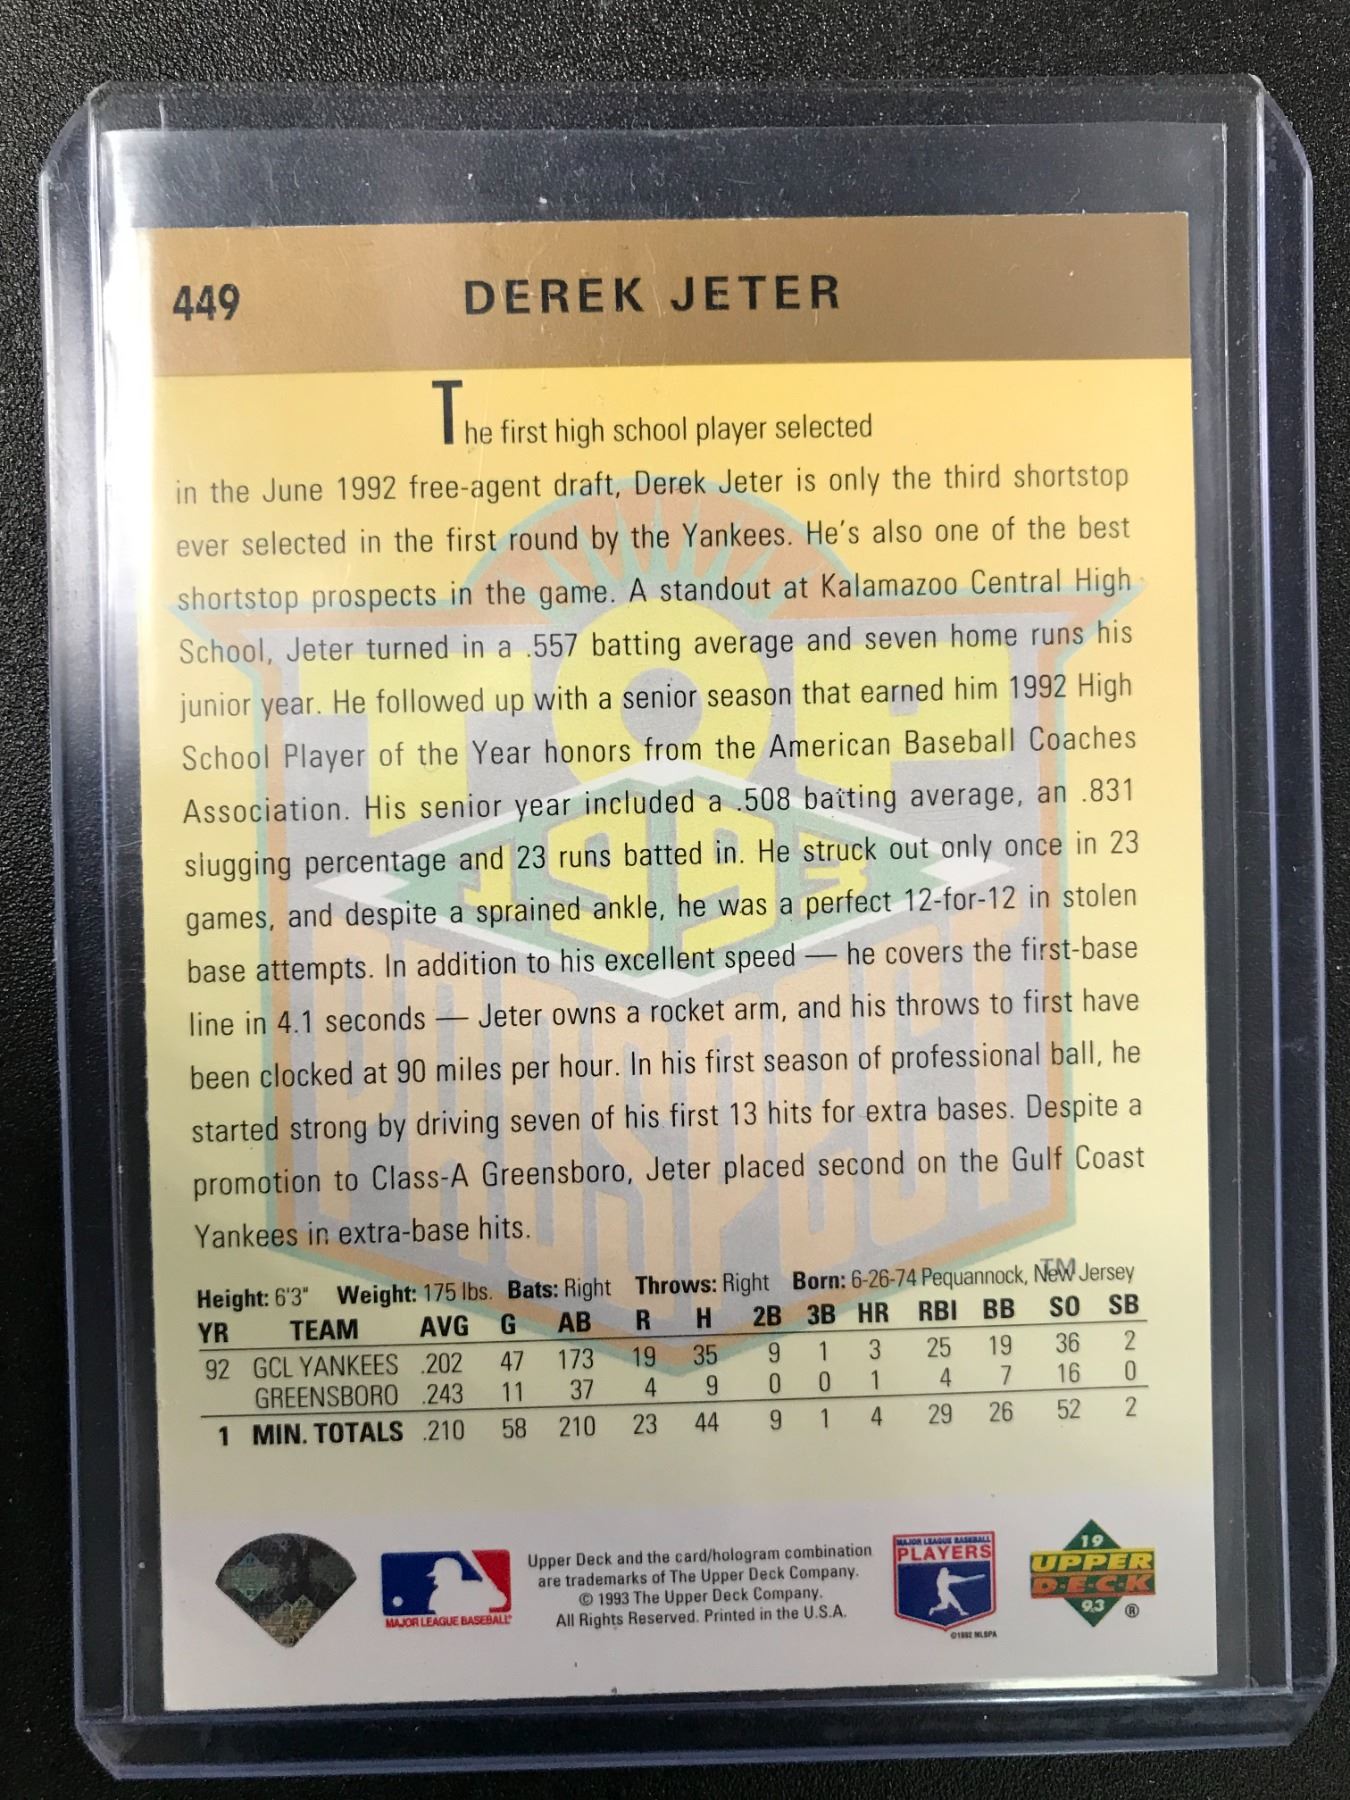 449 DEREK JETER
The first high school player selected
in the June 1992 free-agent draft, Derek Jeter is only the third shortstop
ever selected in the first round by the Yankees. He's also one of the best
shortstop prospects in the game. A standout at Kalamazoo Central High
School, Jeter turned in a .557 batting average and seven home runs his
junior year. He followed up with a senior season that earned him 1992 High
School Player of the Year honors from the American Baseball Coaches
Association. His senior year included a .508 batting average, an .831
slugging percentage and 23 runs batted in. He struck out only once in 23
games, and despite a sprained ankle, he was a perfect 12-for-12 in stolen
base attempts. In addition to his excellent speed — he covers the first-base
line in 4.1 seconds — Jeter owns a rocket arm, and his throws to first have
been clocked at 90 miles per hour. In his first season of professional ball, he
started strong by driving seven of his first 13 hits for extra bases. Despite a
promotion to Class-A Greensboro, Jeter placed second on the Gulf Coast
Yankees in extra-base hits.
TOP
1993
PROSPECT
TM
Height: 6'3" Weight: 175 lbs. Bats: Right Throws: Right Born: 6-26-74 Pequannock, New Jersey
YR TEAM AVG G AB R H 2B 3B HR RBI BB SO SB
92 GCL YANKEES .202 47 173 19 35 9 1 3 25 19 36 2
GREENSBORO .243 11 37 4 9 0 0 1 4 7 16 0
1 MIN. TOTALS .210 58 210 23 44 9 1 4 29 26 52 2
MAJOR LEAGUE BASEBALL
Upper Deck and the card/hologram combination
are trademarks of The Upper Deck Company.
© 1993 The Upper Deck Company.
All Rights Reserved. Printed in the U.S.A.
MAJOR LEAGUE BASEBALL
PLAYERS
©1992 MLBPA
19
UPPER
D·E·C·K
93 ®